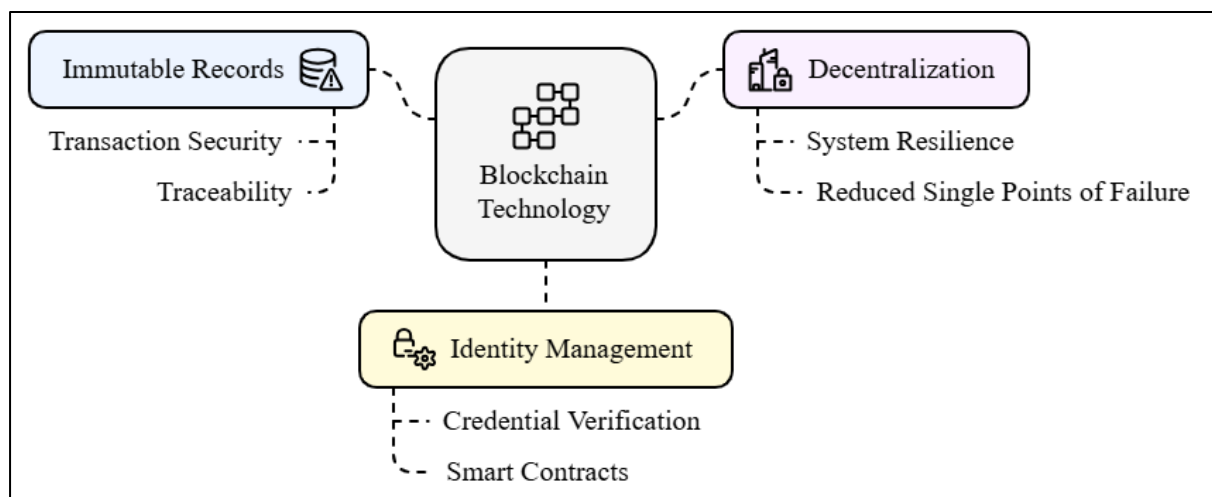 Immutable Records
Transaction Security
Traceability
Blockchain
Technology
Decentralization
System Resilience
Reduced Single Points of Failure
Identity Management
Credential Verification
Smart Contracts